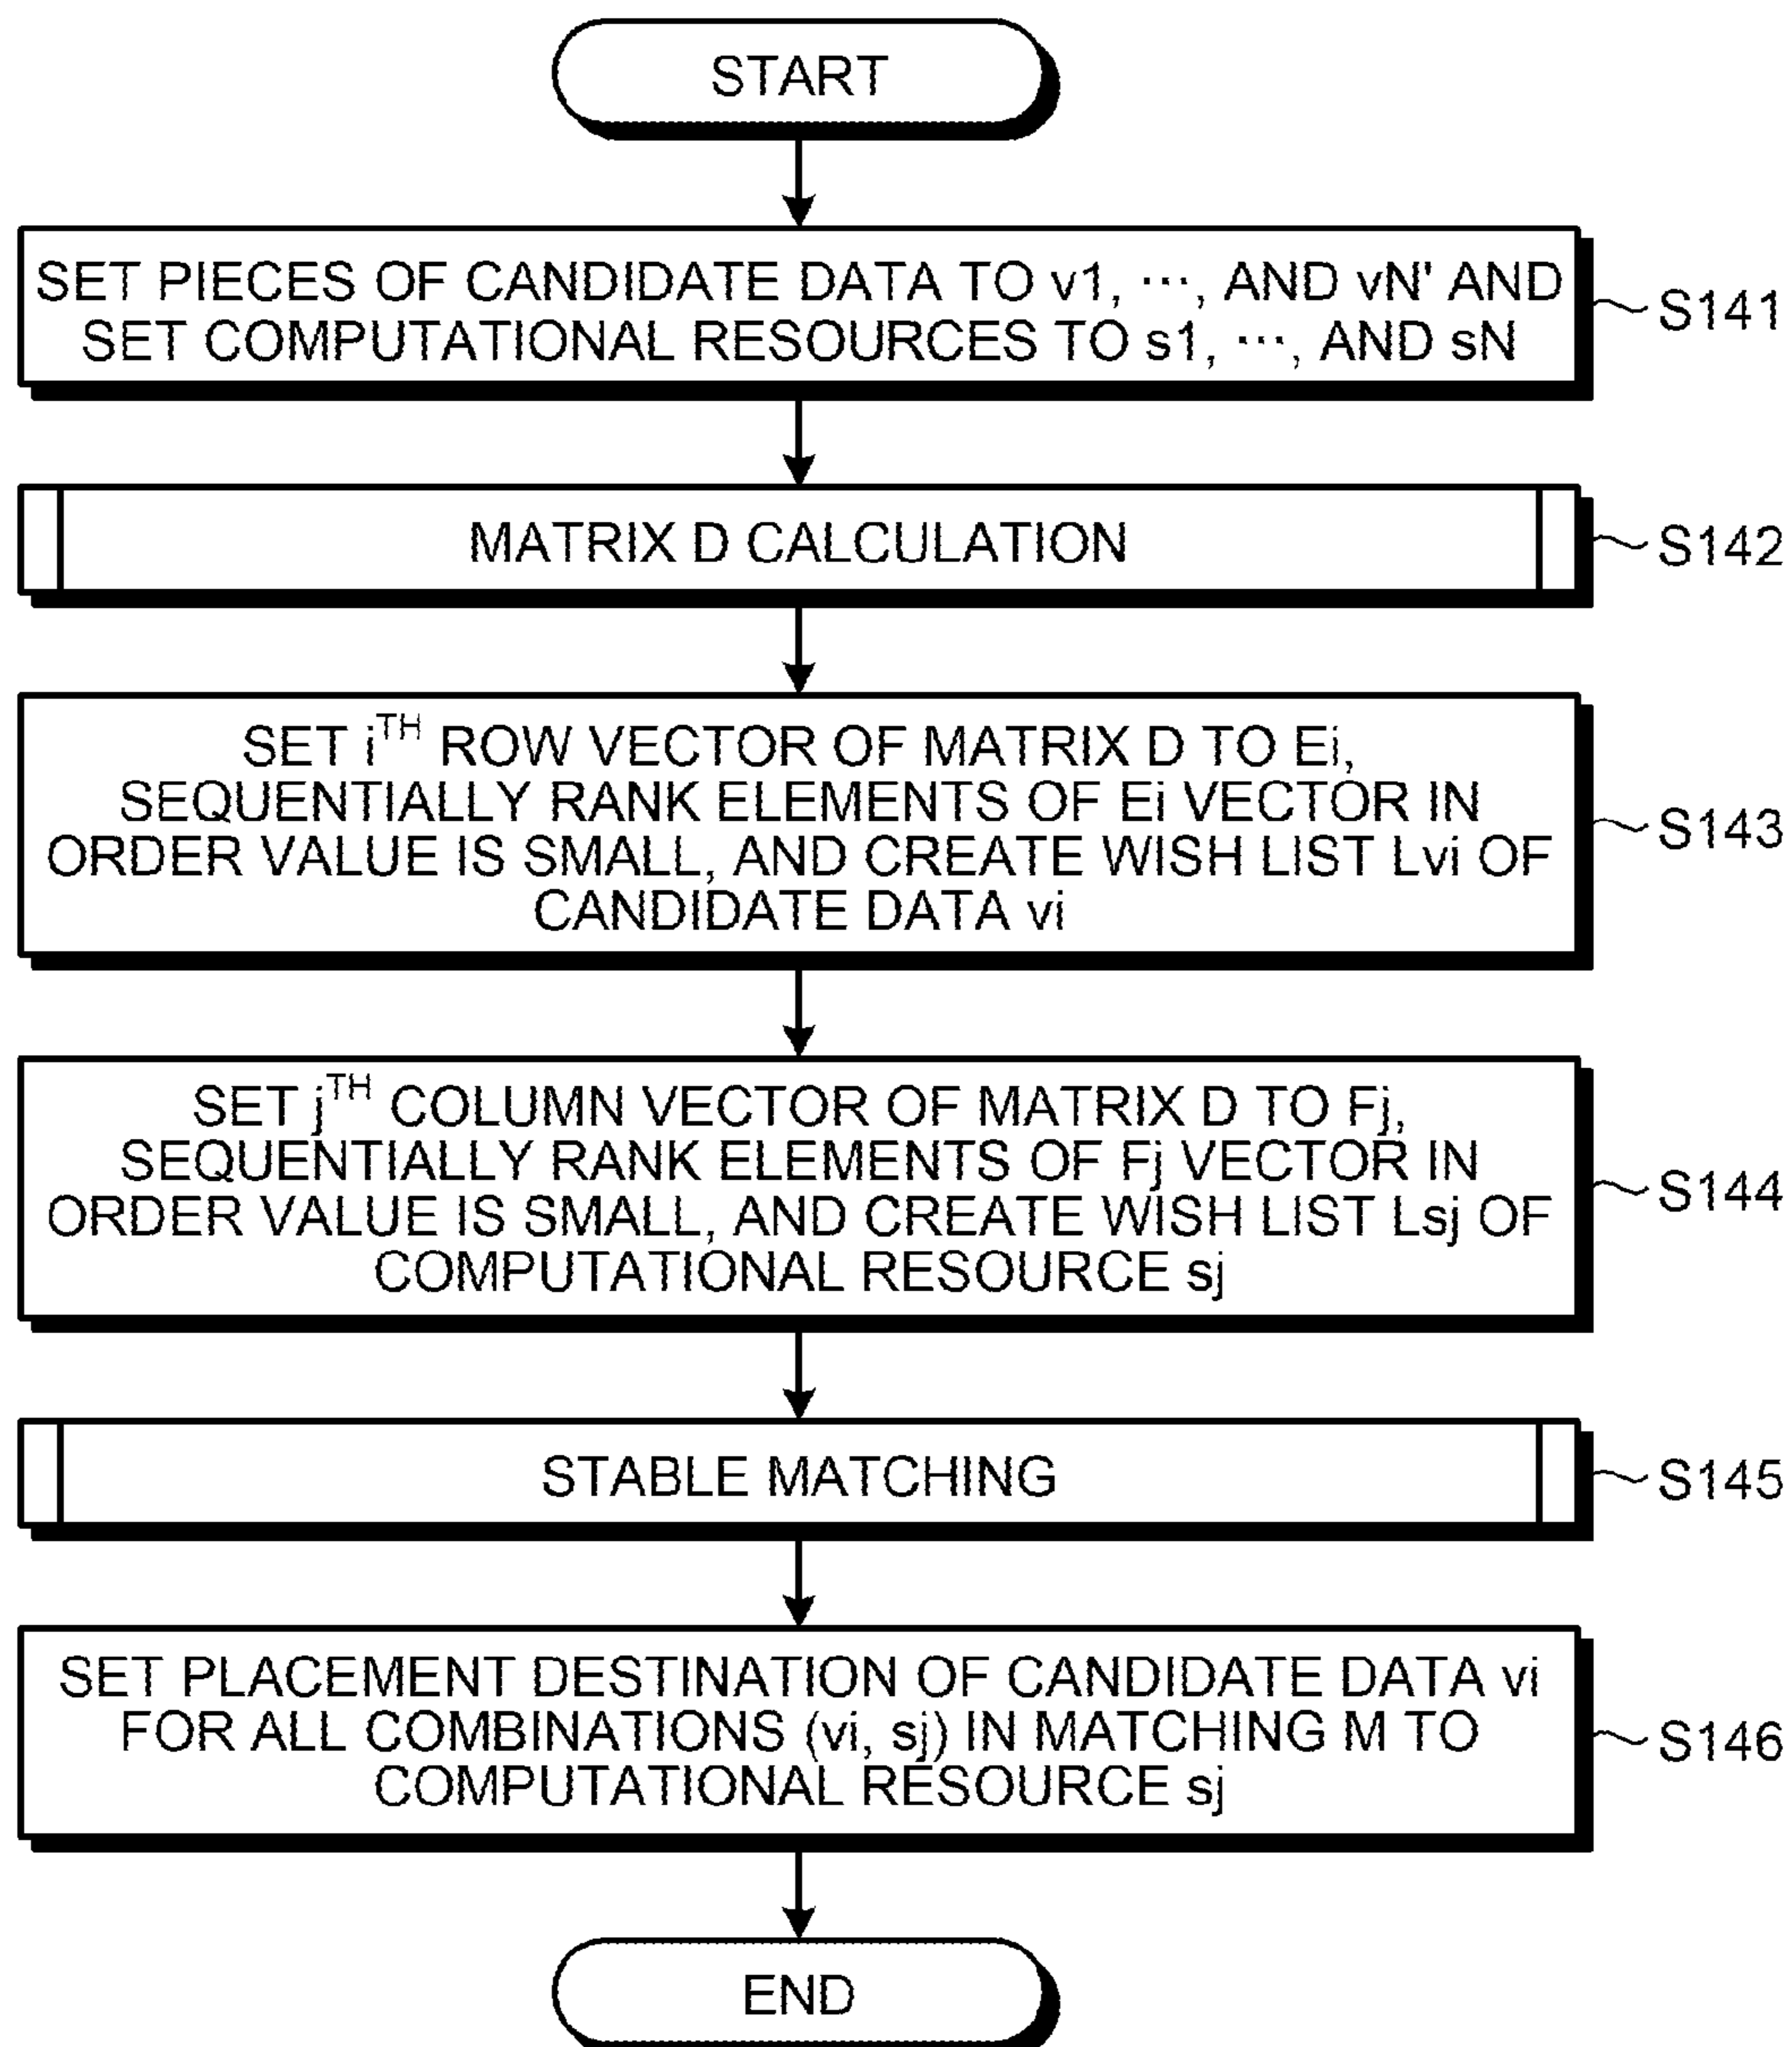 START
SET PIECES OF CANDIDATE DATA TO v1, ···, AND vN' AND
SET COMPUTATIONAL RESOURCES TO s1, ···, AND sN
S141
MATRIX D CALCULATION
S142
SET iTH ROW VECTOR OF MATRIX D TO Ei,
SEQUENTIALLY RANK ELEMENTS OF Ei VECTOR IN
ORDER VALUE IS SMALL, AND CREATE WISH LIST Lvi OF
CANDIDATE DATA vi
S143
SET jTH COLUMN VECTOR OF MATRIX D TO Fj,
SEQUENTIALLY RANK ELEMENTS OF Fj VECTOR IN
ORDER VALUE IS SMALL, AND CREATE WISH LIST Lsj OF
COMPUTATIONAL RESOURCE sj
S144
STABLE MATCHING
S145
SET PLACEMENT DESTINATION OF CANDIDATE DATA vi
FOR ALL COMBINATIONS (vi, sj) IN MATCHING M TO
COMPUTATIONAL RESOURCE sj
S146
END